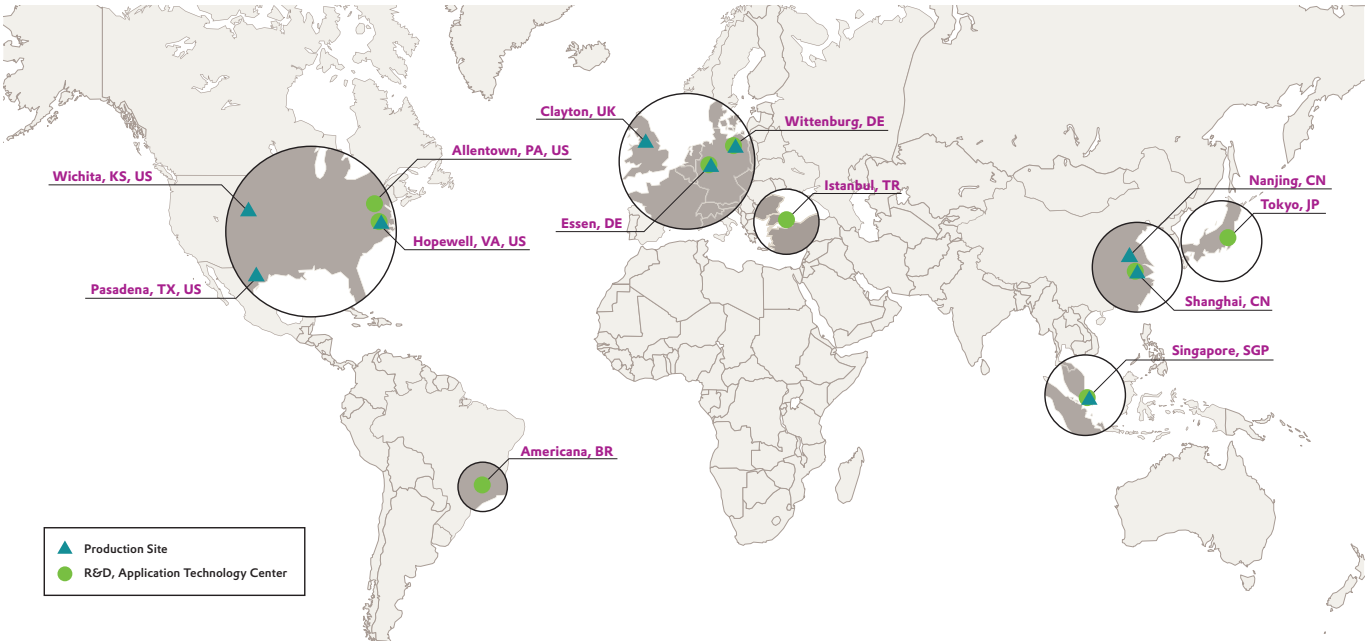 Clayton, UK
Wittenburg, DE
Allentown, PA, US
Wichita, KS, US
Istanbul, TR
Nanjing, CN
Tokyo, JP
Essen, DE
Hopewell, VA, US
Pasadena, TX, US
Shanghai, CN
Singapore, SGP
Americana, BR
Production Site
R&D, Application Technology Center